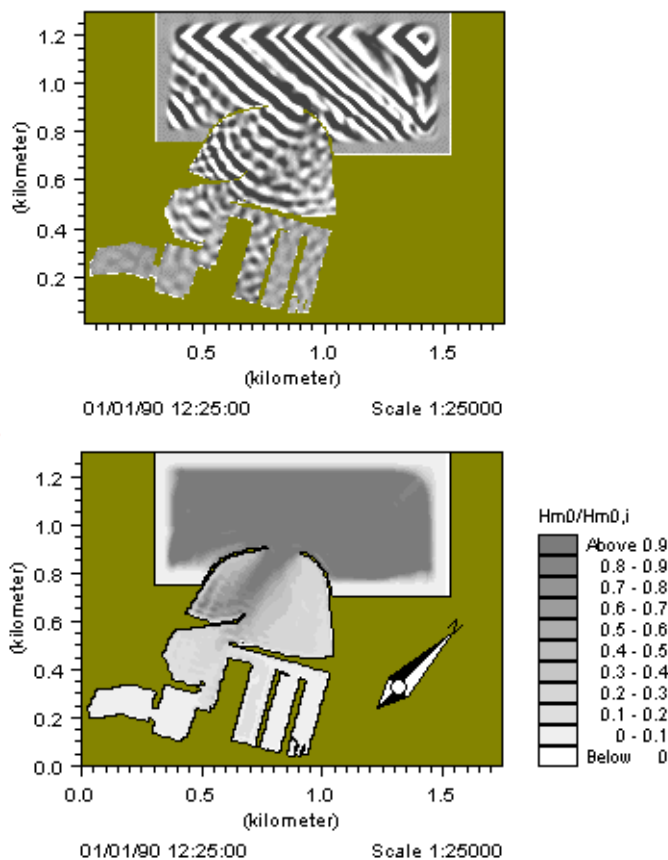 1.2
1.0
0.8
0.6
0.4
0.2
(kilometer)
0.5 1.0 1.5
(kilometer)
01/01/90 12:25:00 Scale 1:25000
1.2
1.0
0.8
0.6
0.4
0.2
0.0
(kilometer)
0.0 0.5 1.0 1.5
(kilometer)
01/01/90 12:25:00 Scale 1:25000
N
Hm0/Hm0,i
Above 0.9
0.8 - 0.9
0.7 - 0.8
0.6 - 0.7
0.5 - 0.6
0.4 - 0.5
0.3 - 0.4
0.2 - 0.3
0.1 - 0.2
0 - 0.1
Below 0